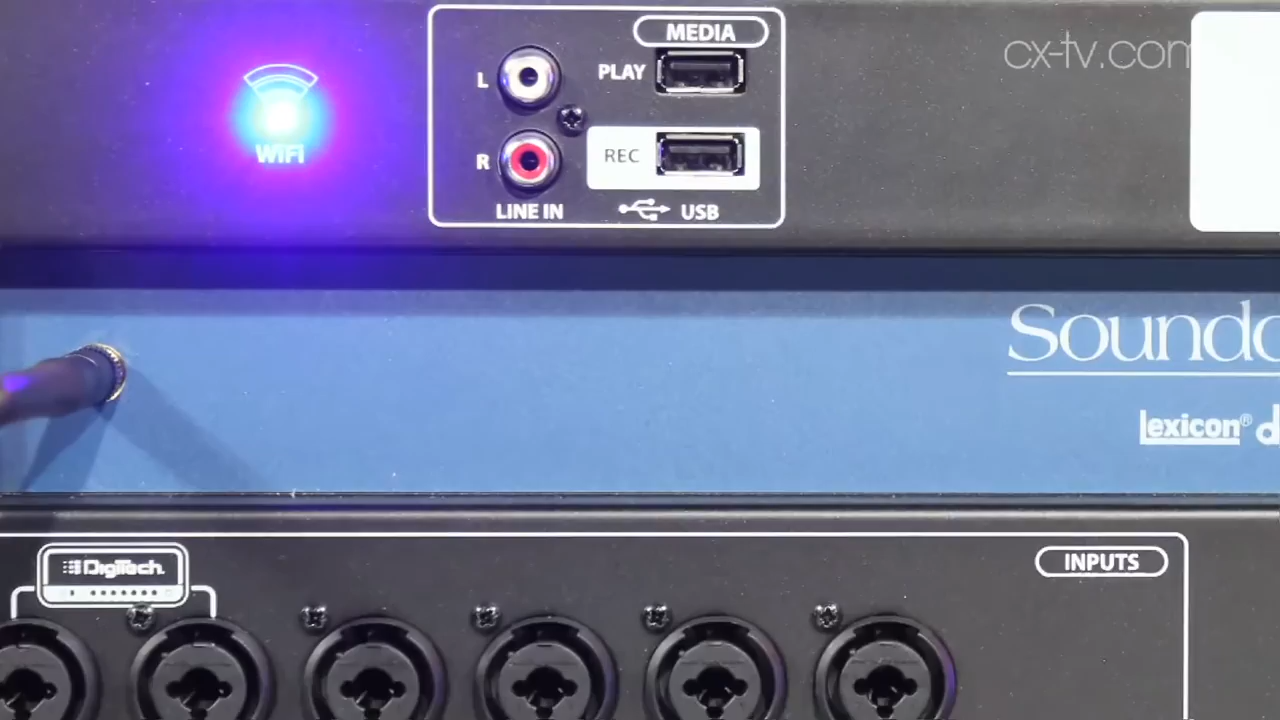 cx-tv.com
MEDIA
PLAY
L
REC
R
LINE IN
USB
WiFi
Soundc
lexicon® d
DigiTech
INPUTS